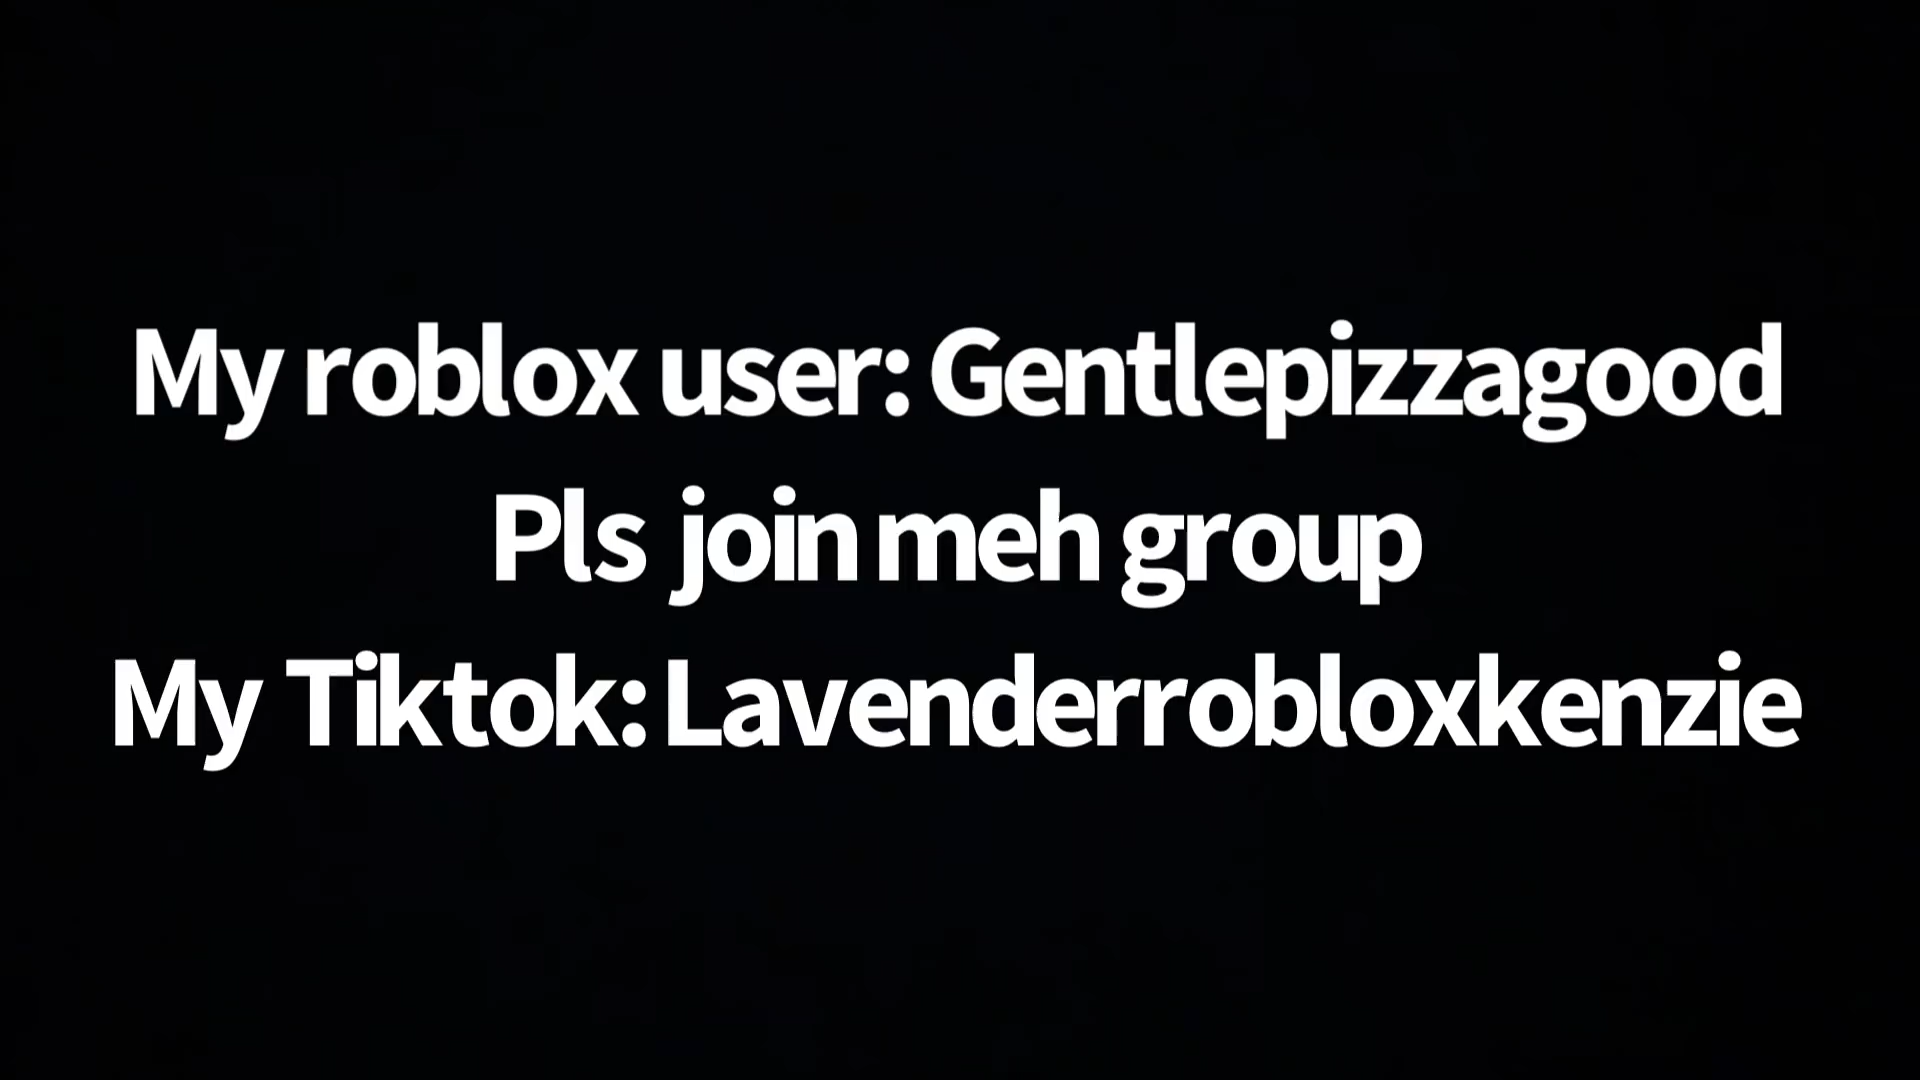 My roblox user: Gentlepizzagood
Pls join meh group
My Tiktok: Lavenderrobloxkenzie